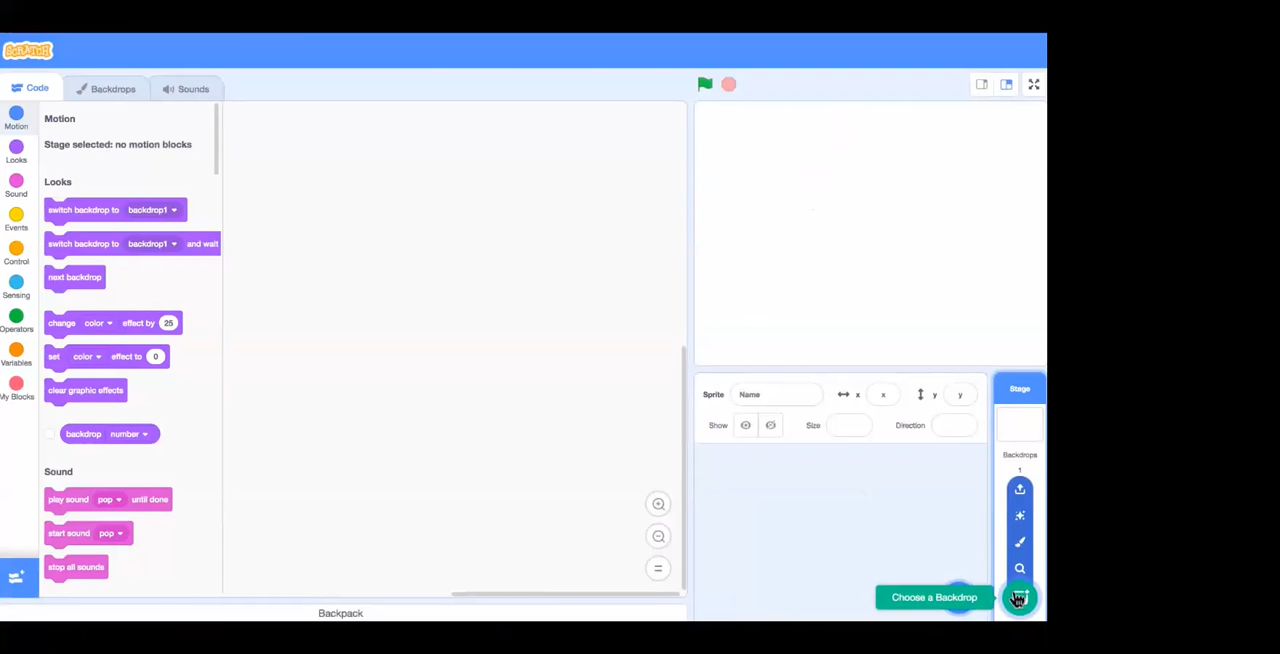 SCRATCH
Code
Backdrops
Sounds
Motion
Looks
Sound
Events
Control
Sensing
Operators
Variables
My Blocks
Motion
Stage selected: no motion blocks
Looks
switch backdrop to backdrop1
switch backdrop to backdrop1 and wait
next backdrop
change color effect by 25
set color effect to 0
clear graphic effects
backdrop number
Sound
play sound pop until done
start sound pop
stop all sounds
Backpack
Sprite Name x x y y
Show Size Direction
Stage
Backdrops
1
Choose a Backdrop